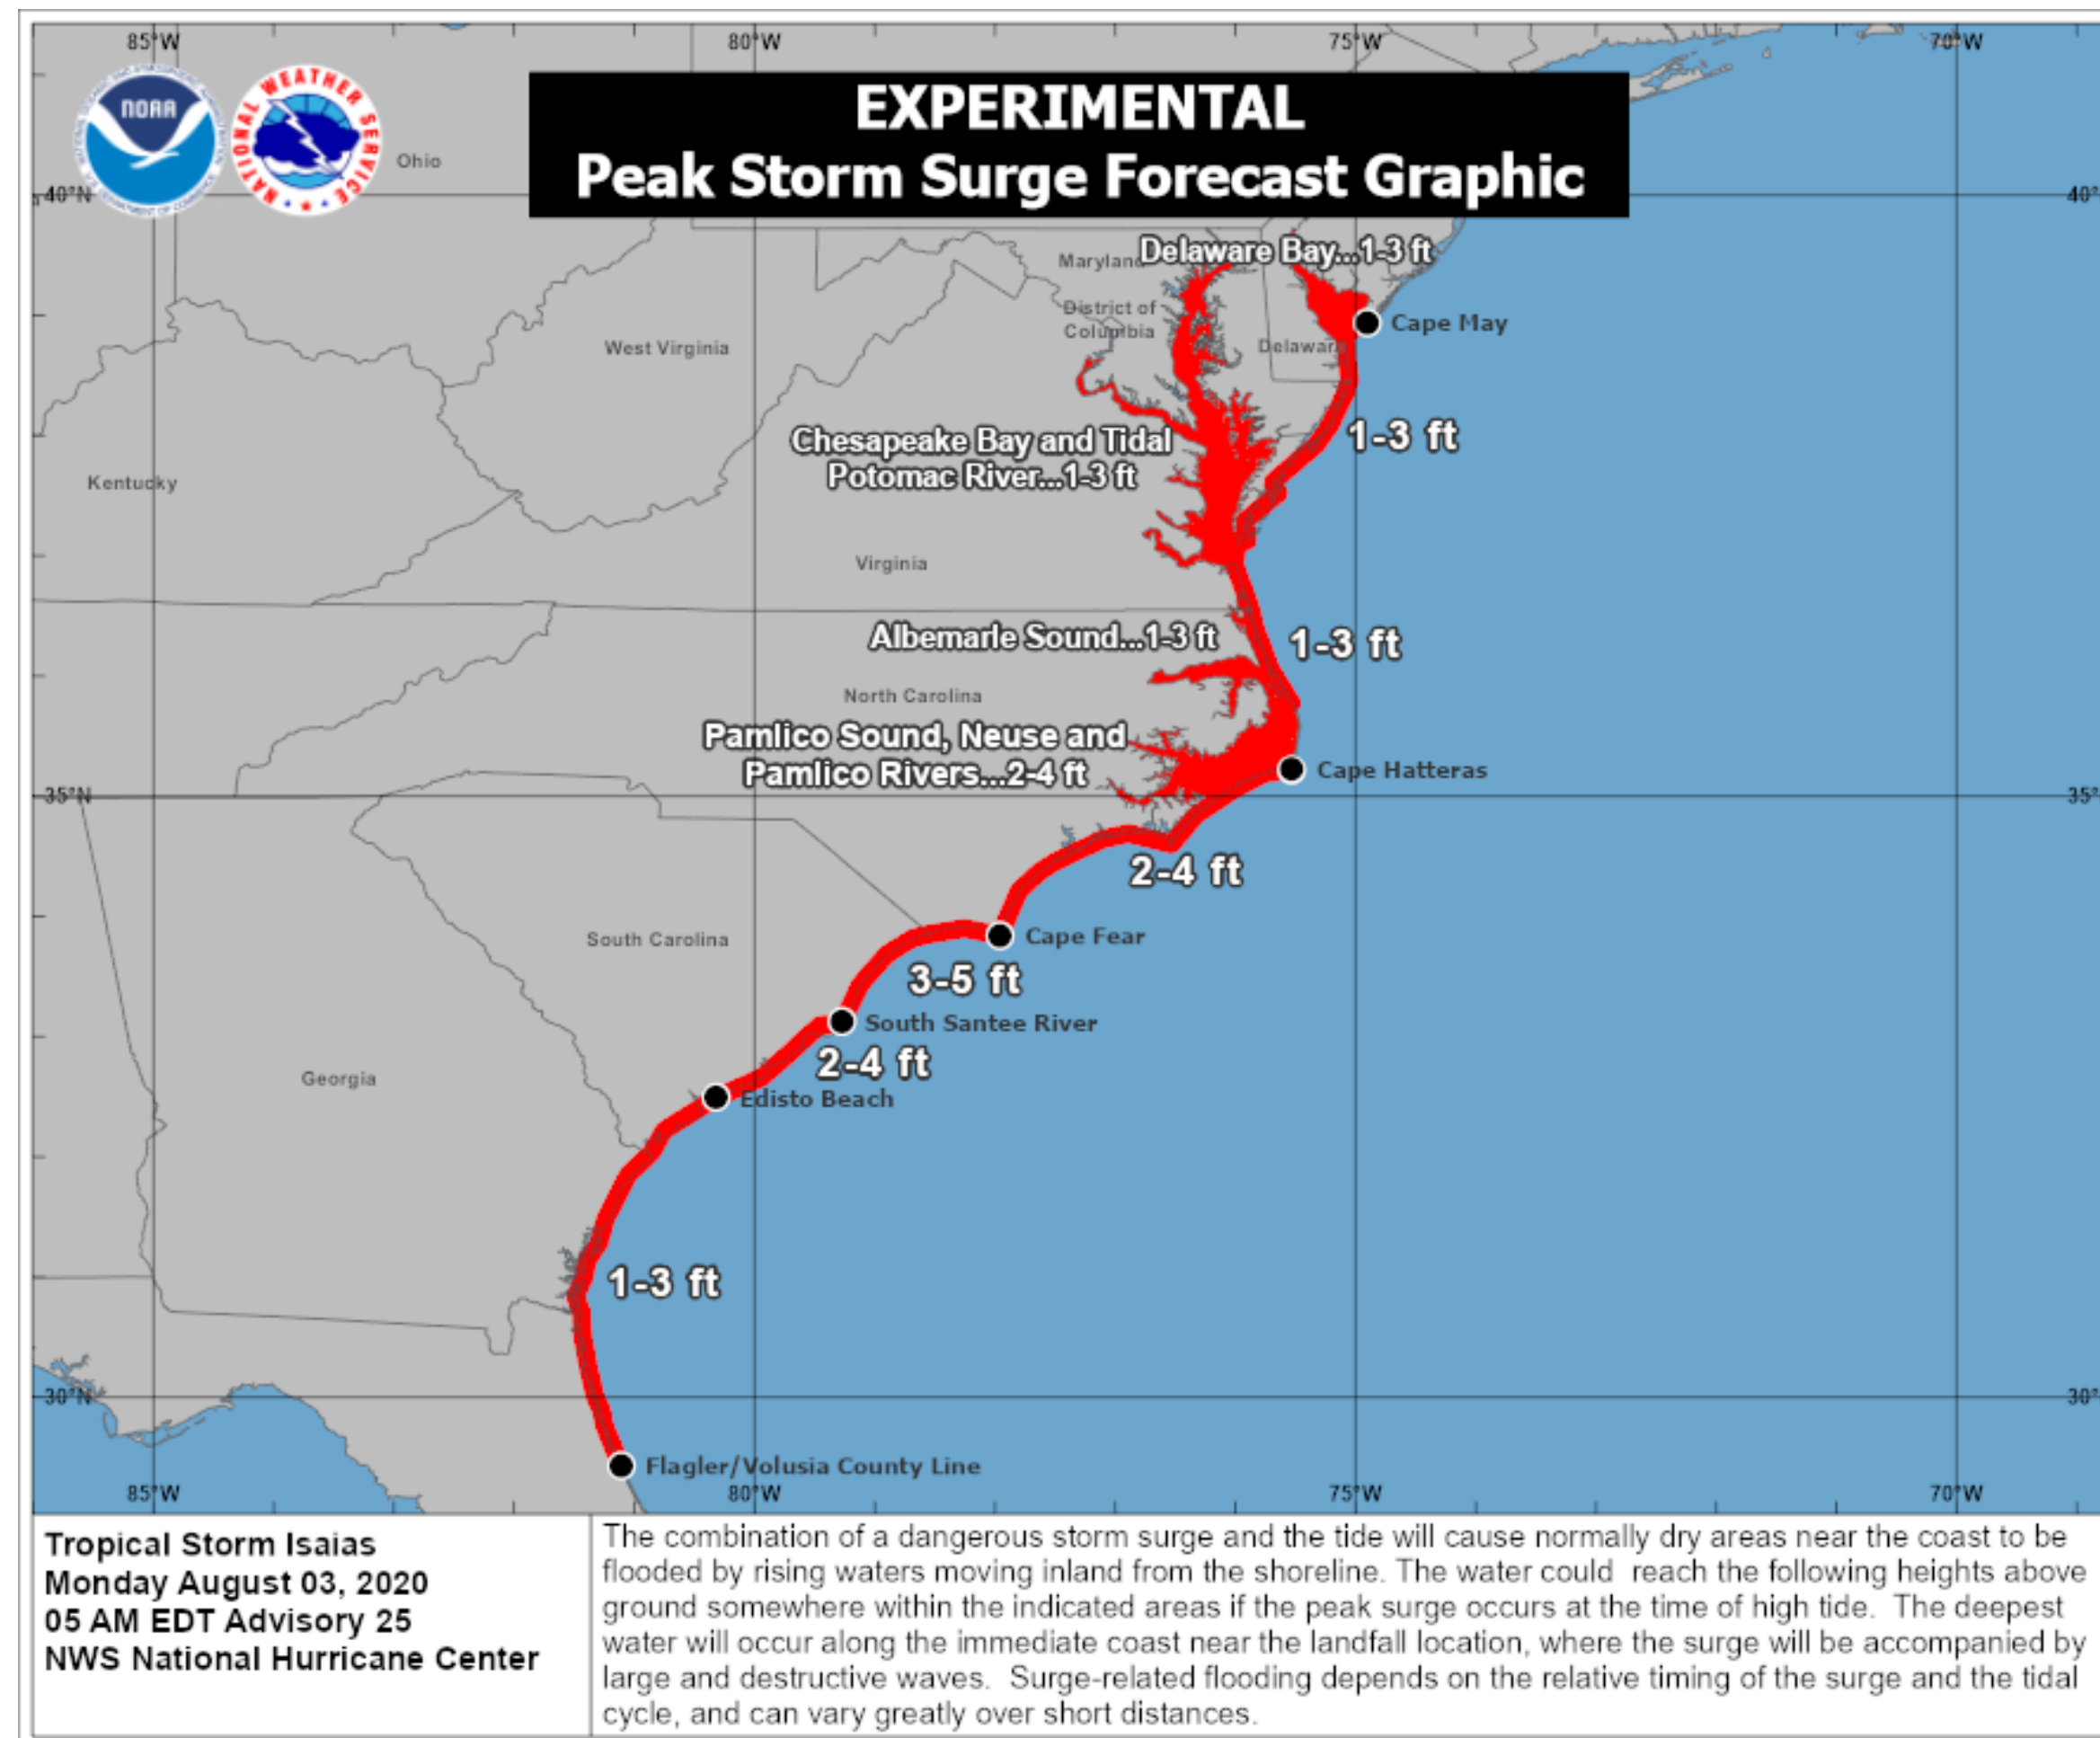 85°W 80°W 75°W 70°W
NOAA
NATIONAL WEATHER SERVICE
EXPERIMENTAL
Peak Storm Surge Forecast Graphic
Ohio
40°N 40°
Delaware Bay...1-3 ft
Maryland
District of
Columbia
Cape May
West Virginia
Delaware
1-3 ft
Chesapeake Bay and Tidal
Potomac River...1-3 ft
Kentucky
Virginia
Albemarle Sound...1-3 ft
1-3 ft
North Carolina
Pamlico Sound, Neuse and
Pamlico Rivers...2-4 ft
Cape Hatteras
35°N 35°
2-4 ft
South Carolina
Cape Fear
3-5 ft
South Santee River
2-4 ft
Georgia
Edisto Beach
1-3 ft
30°N 30°
Flagler/Volusia County Line
85°W 80°W 75°W 70°W
Tropical Storm Isaias
Monday August 03, 2020
05 AM EDT Advisory 25
NWS National Hurricane Center
The combination of a dangerous storm surge and the tide will cause normally dry areas near the coast to be
flooded by rising waters moving inland from the shoreline. The water could  reach the following heights above
ground somewhere within the indicated areas if the peak surge occurs at the time of high tide.  The deepest
water will occur along the immediate coast near the landfall location, where the surge will be accompanied by
large and destructive waves.  Surge-related flooding depends on the relative timing of the surge and the tidal
cycle, and can vary greatly over short distances.